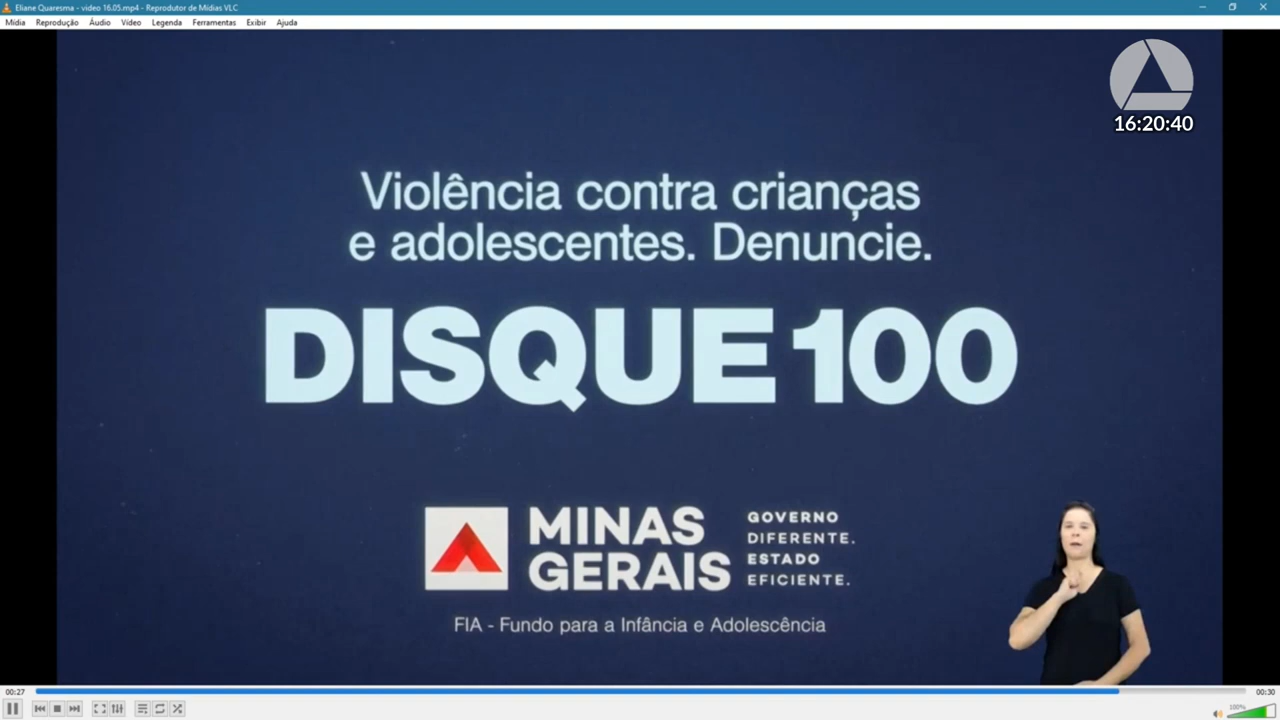 Eliane Quaresma - video 16.05.mp4 - Reprodutor de Mídias VLC
Mídia Reprodução Áudio Vídeo Legenda Ferramentas Exibir Ajuda
16:20:40
Violência contra crianças
e adolescentes. Denuncie.
DISQUE 100
MINAS
GERAIS
GOVERNO
DIFERENTE.
ESTADO
EFICIENTE.
FIA - Fundo para a Infância e Adolescência
00:27
00:30
100%